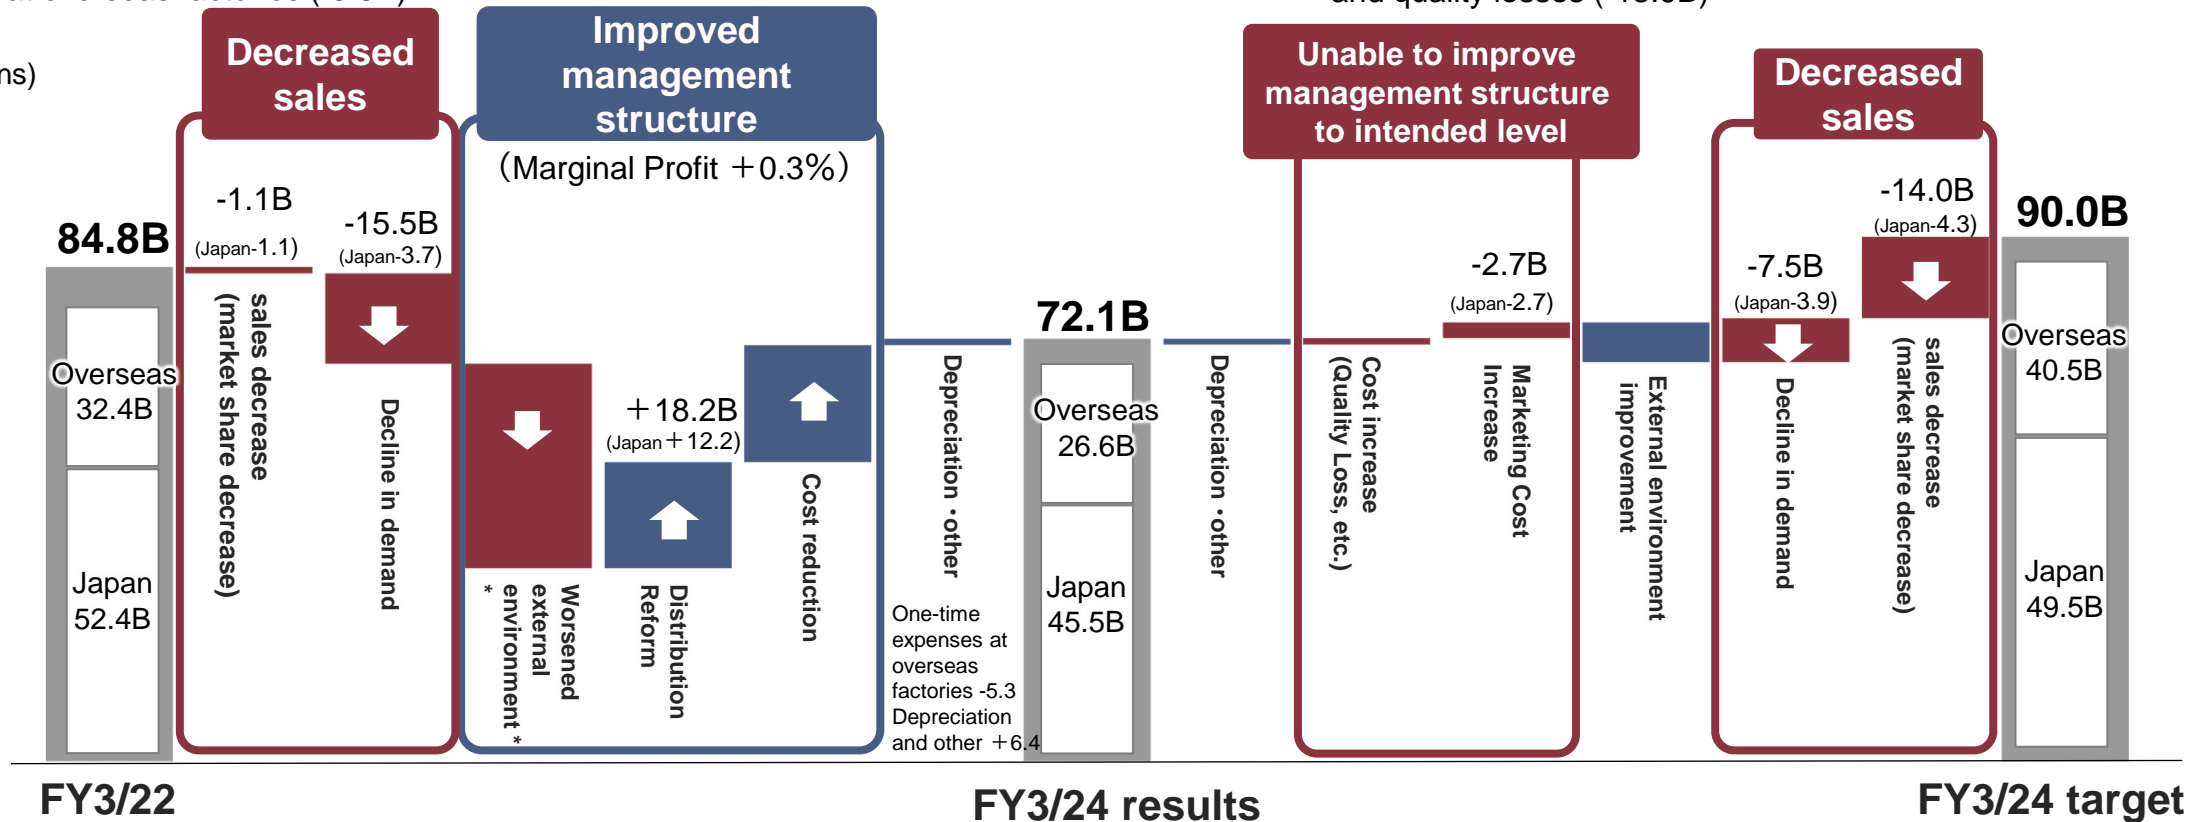 ns)
Decreased
sales
Improved
management
structure
(Marginal Profit +0.3%)
Unable to improve
management structure
to intended level
Decreased
sales
84.8B
Overseas
32.4B
Japan
52.4B
-1.1B
(Japan-1.1)
sales decrease
(market share decrease)
-15.5B
(Japan-3.7)
Decline in demand
Worsened
external
environment *
*
+18.2B
(Japan+12.2)
Distribution
Reform
Cost reduction
Depreciation・other
One-time
expenses at
overseas
factories -5.3
Depreciation
and other +6.4
72.1B
Overseas
26.6B
Japan
45.5B
Depreciation・other
Cost increase
(Quality Loss, etc.)
-2.7B
(Japan-2.7)
Marketing Cost
Increase
External environment
improvement
-7.5B
(Japan-3.9)
Decline in demand
-14.0B
(Japan-4.3)
sales decrease
(market share decrease)
90.0B
Overseas
40.5B
Japan
49.5B
FY3/22
FY3/24 results
FY3/24 target